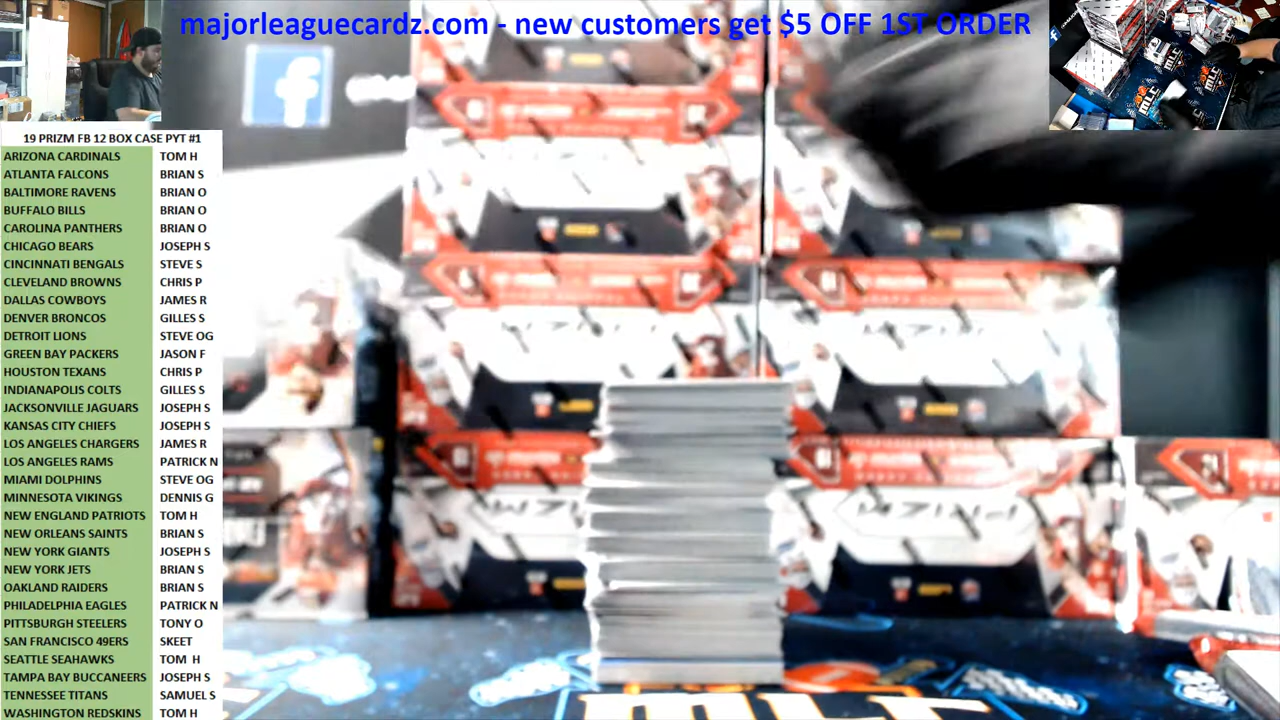 majorleaguecardz.com - new customers get $5 OFF 1ST ORDER
19 PRIZM FB 12 BOX CASE PYT #1
ARIZONA CARDINALS TOM H
ATLANTA FALCONS BRIAN S
BALTIMORE RAVENS BRIAN O
BUFFALO BILLS BRIAN O
CAROLINA PANTHERS BRIAN O
CHICAGO BEARS JOSEPH S
CINCINNATI BENGALS STEVE S
CLEVELAND BROWNS CHRIS P
DALLAS COWBOYS JAMES R
DENVER BRONCOS GILLES S
DETROIT LIONS STEVE OG
GREEN BAY PACKERS JASON F
HOUSTON TEXANS CHRIS P
INDIANAPOLIS COLTS GILLES S
JACKSONVILLE JAGUARS JOSEPH S
KANSAS CITY CHIEFS JOSEPH S
LOS ANGELES CHARGERS JAMES R
LOS ANGELES RAMS PATRICK N
MIAMI DOLPHINS STEVE OG
MINNESOTA VIKINGS DENNIS G
NEW ENGLAND PATRIOTS TOM H
NEW ORLEANS SAINTS BRIAN S
NEW YORK GIANTS JOSEPH S
NEW YORK JETS BRIAN S
OAKLAND RAIDERS BRIAN S
PHILADELPHIA EAGLES PATRICK N
PITTSBURGH STEELERS TONY O
SAN FRANCISCO 49ERS SKEET
SEATTLE SEAHAWKS TOM H
TAMPA BAY BUCCANEERS JOSEPH S
TENNESSEE TITANS SAMUEL S
WASHINGTON REDSKINS TOM H
f
PRIZM
MLC
MLC